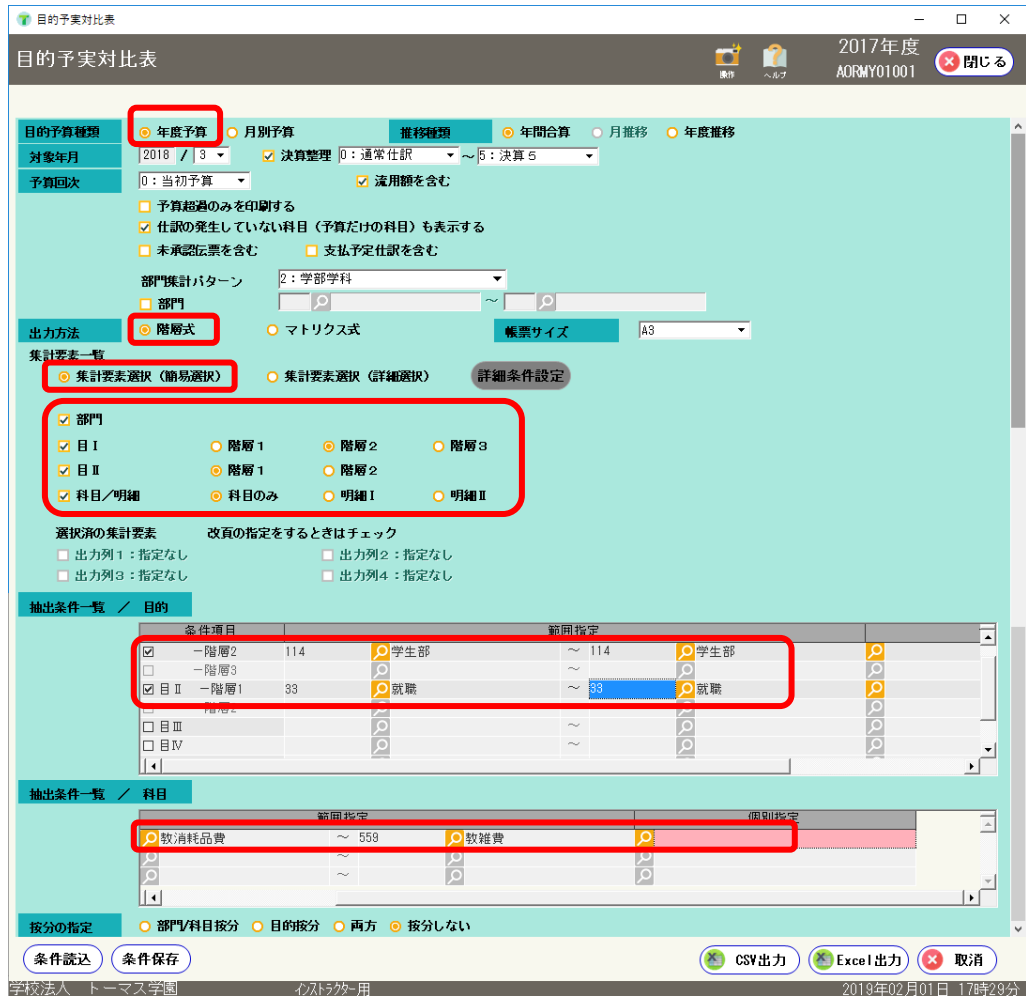 目的予実対比表
目的予実対比表
操作
ヘルプ
2017年度
AORMY01001
閉じる
目的予算種類 年度予算 月別予算 推移種類 年間合算 月推移 年度推移
対象年月 2018 / 3 決算整理 0：通常仕訳 ～ 5：決算５
予算回次 0：当初予算 流用額を含む
予算超過のみを印刷する
仕訳の発生していない科目（予算だけの科目）も表示する
未承認伝票を含む 支払予定仕訳を含む
部門集計パターン 2：学部学科
部門 ～
出力方法 階層式 マトリクス式 帳票サイズ A3
集計要素一覧
集計要素選択（簡易選択） 集計要素選択（詳細選択） 詳細条件設定
部門
目Ⅰ 階層1 階層2 階層3
目Ⅱ 階層1 階層2
科目／明細 科目のみ 明細Ⅰ 明細Ⅱ
選択済の集計要素 改頁の指定をするときはチェック
出力列1：指定なし 出力列2：指定なし
出力列3：指定なし 出力列4：指定なし
抽出条件一覧 ／ 目的
条件項目 範囲指定
－階層2 114 学生部 ～ 114 学生部
－階層3 ～
目Ⅱ －階層1 33 就職 ～ 33 就職
目Ⅲ ～
目Ⅳ ～
抽出条件一覧 ／ 科目
範囲指定 個別指定
教消耗品費 ～ 559 教雑費
～
～
按分の指定 部門/科目按分 目的按分 両方 按分しない
条件読込 条件保存 CSV出力 Excel出力 取消
学校法人 トーマス学園 インストラクター用 2019年02月01日 17時29分